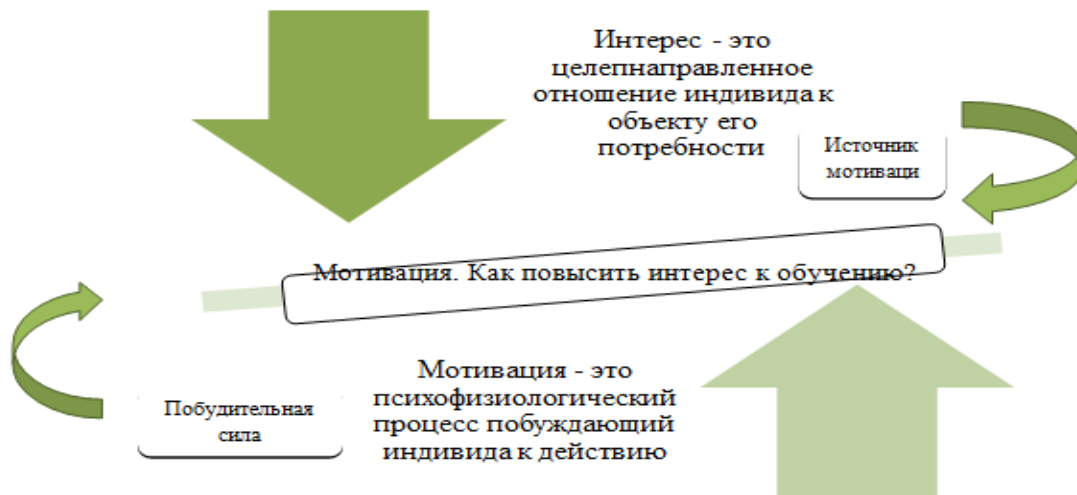 Интерес - это
целепнаправленное
отношение индивида к
объекту его
потребности
Источник
мотиваци
Мотивация. Как повысить интерес к обучению?
Мотивация - это
психофизиологический
процесс побуждающий
индивида к действию
Побудительная
сила